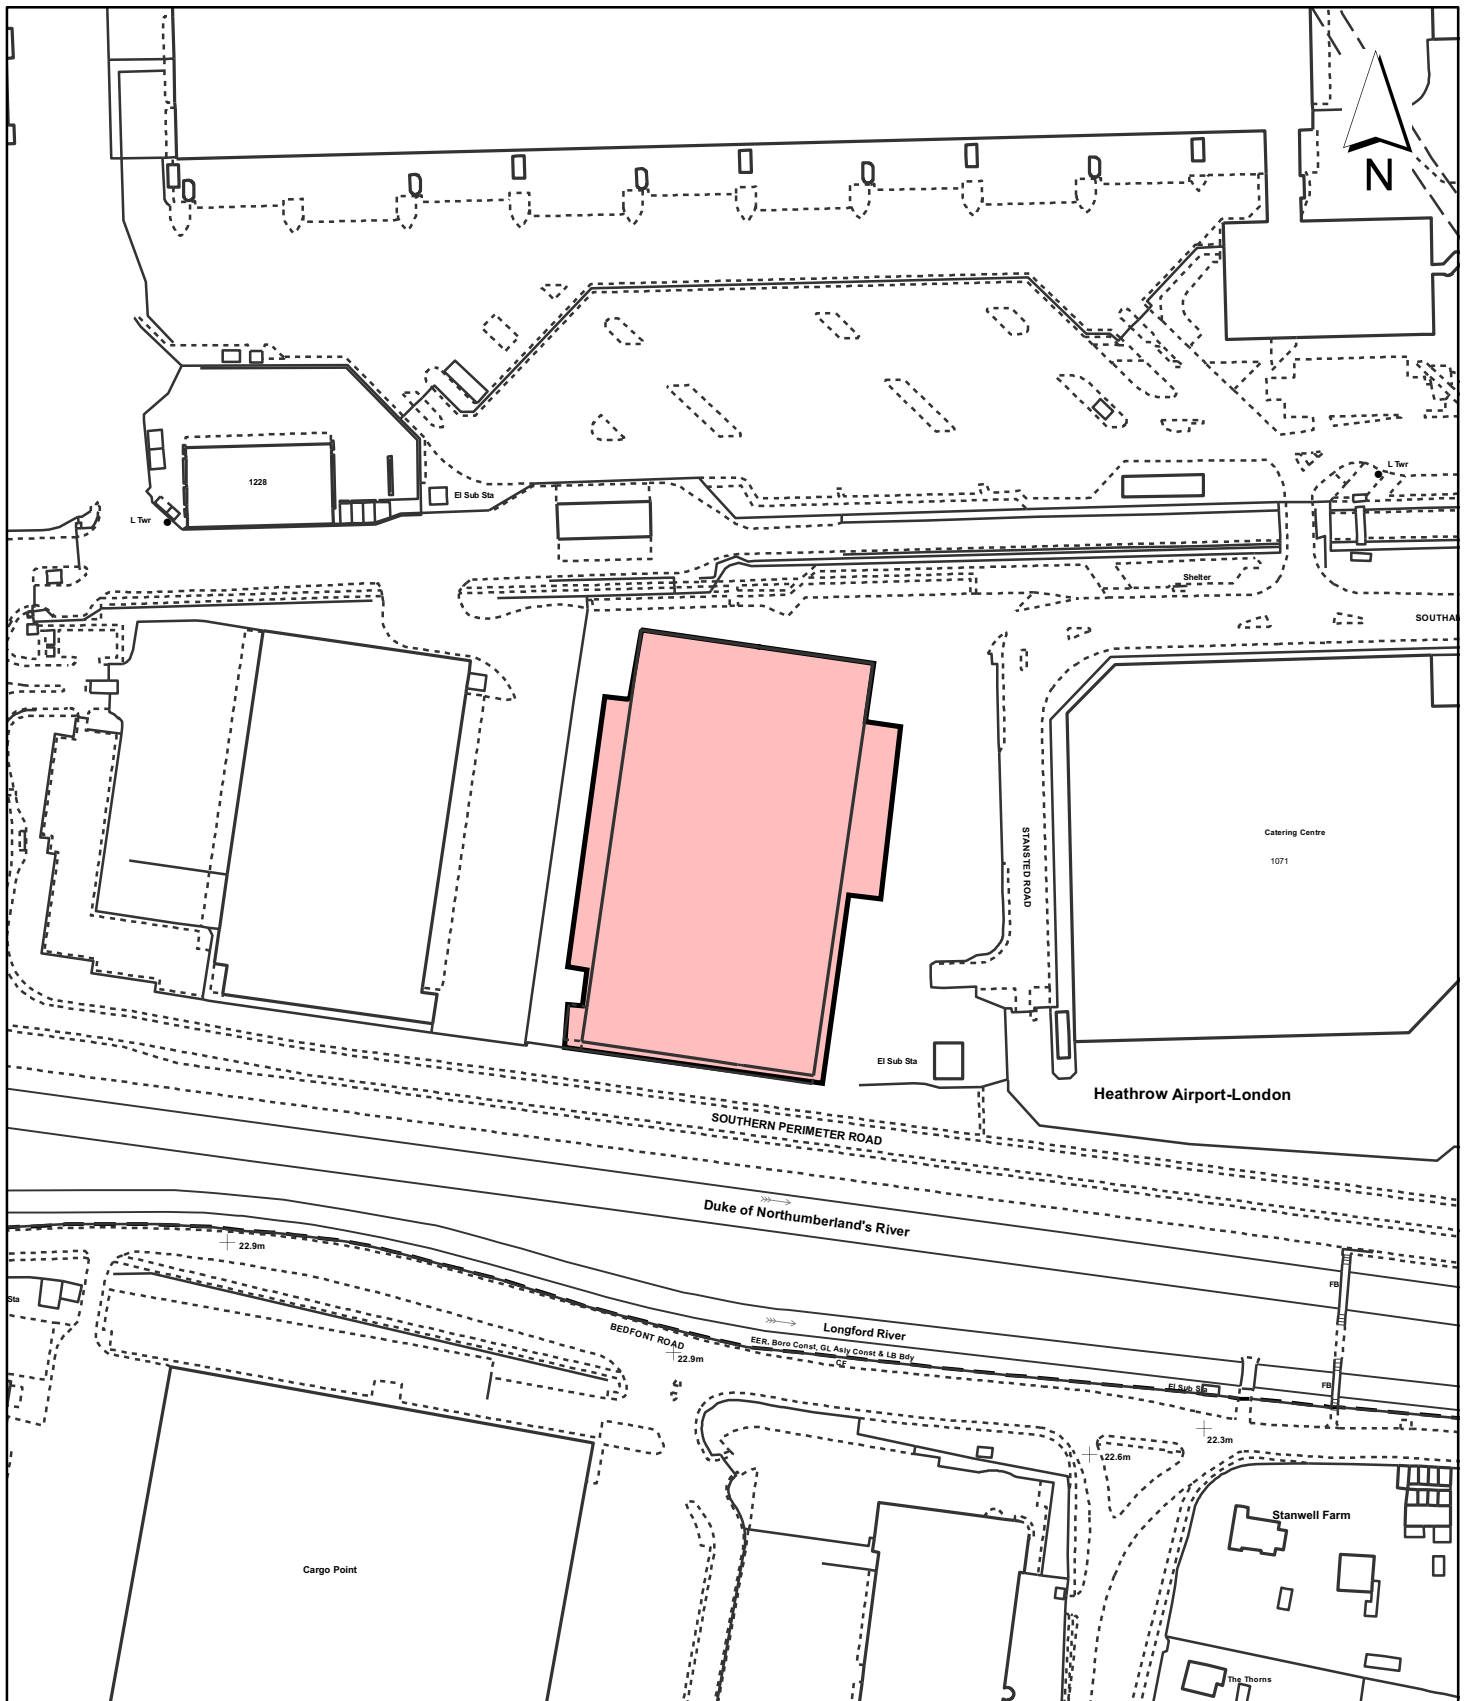 N
1228
El Sub Sta
L Twr
L Twr
Shelter
SOUTHAM
STANSTED ROAD
Catering Centre
1071
El Sub Sta
Heathrow Airport-London
SOUTHERN PERIMETER ROAD
Duke of Northumberland's River
22.9m
Sta
FB
Longford River
BEDFONT ROAD
EER, Boro Const, GL Asly Const & LB Bdy
CF
22.9m
El Sub Sta
FB
22.3m
22.6m
Stanwell Farm
Cargo Point
The Thorns